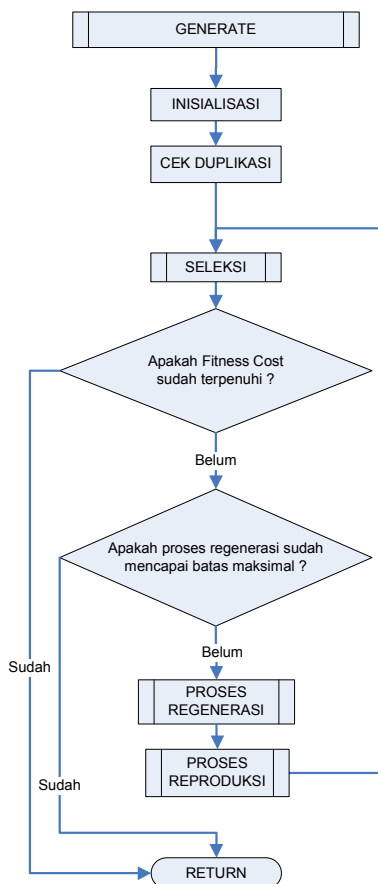 GENERATE
INISIALISASI
CEK DUPLIKASI
SELEKSI
Apakah Fitness Cost
sudah terpenuhi ?
Belum
Apakah proses regenerasi sudah
mencapai batas maksimal ?
Belum
Sudah
PROSES
REGENERASI
PROSES
REPRODUKSI
Sudah
RETURN